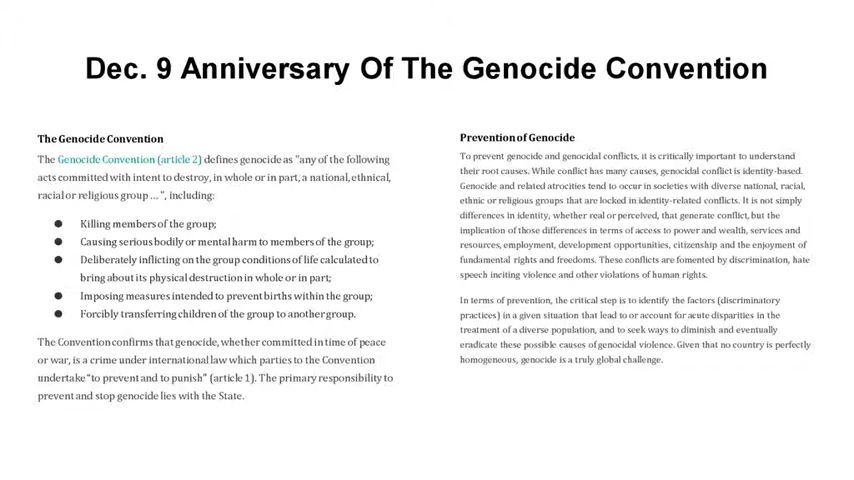 Dec. 9 Anniversary Of The Genocide Convention
The Genocide Convention
The Genocide Convention (article 2) defines genocide as "any of the following
acts committed with intent to destroy, in whole or in part, a national, ethnical,
racial or religious group ... ", including:
● Killing members of the group;
● Causing serious bodily or mental harm to members of the group;
● Deliberately inflicting on the group conditions of life calculated to
bring about its physical destruction in whole or in part;
● Imposing measures intended to prevent births within the group;
● Forcibly transferring children of the group to another group.
The Convention confirms that genocide, whether committed in time of peace
or war, is a crime under international law which parties to the Convention
undertake "to prevent and to punish" (article 1). The primary responsibility to
prevent and stop genocide lies with the State.
Prevention of Genocide
To prevent genocide and genocidal conflicts, it is critically important to understand
their root causes. While conflict has many causes, genocidal conflict is identity-based.
Genocide and related atrocities tend to occur in societies with diverse national, racial,
ethnic or religious groups that are locked in identity-related conflicts. It is not simply
differences in identity, whether real or perceived, that generate conflict, but the
implication of those differences in terms of access to power and wealth, services and
resources, employment, development opportunities, citizenship and the enjoyment of
fundamental rights and freedoms. These conflicts are fomented by discrimination, hate
speech inciting violence and other violations of human rights.
In terms of prevention, the critical step is to identify the factors (discriminatory
practices) in a given situation that lead to or account for acute disparities in the
treatment of a diverse population, and to seek ways to diminish and eventually
eradicate these possible causes of genocidal violence. Given that no country is perfectly
homogeneous, genocide is a truly global challenge.